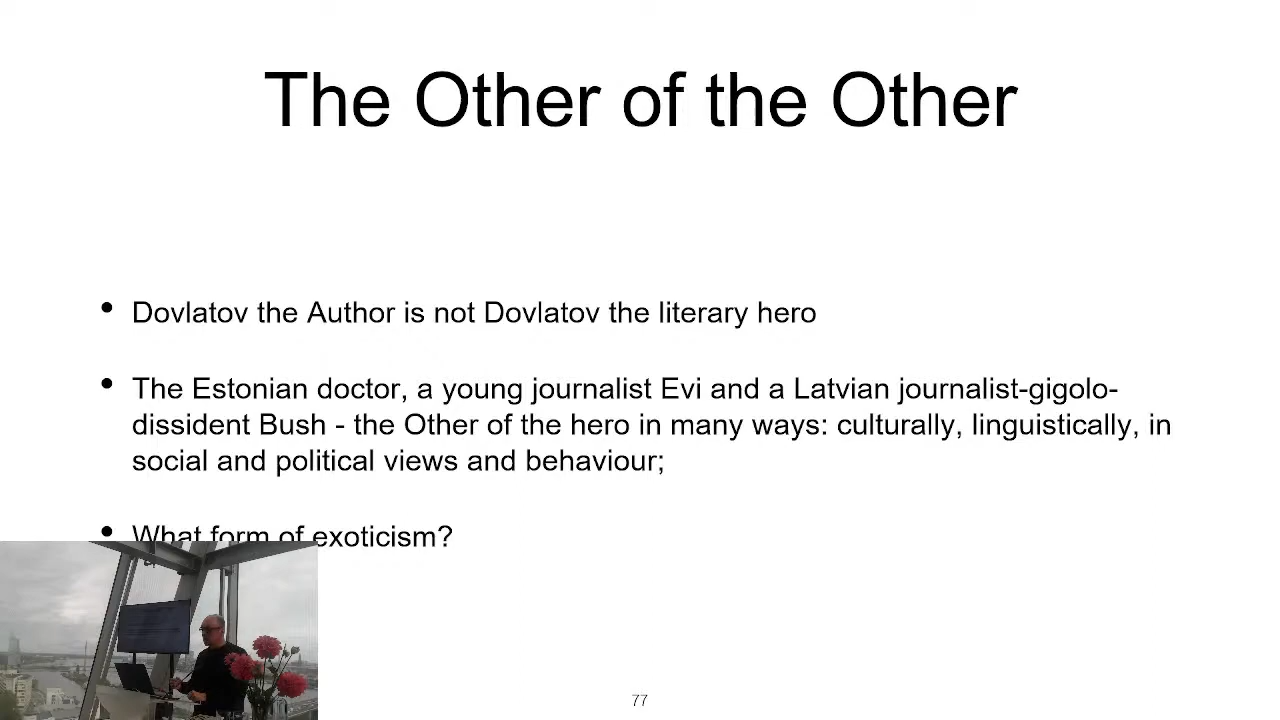 The Other of the Other
• Dovlatov the Author is not Dovlatov the literary hero
• The Estonian doctor, a young journalist Evi and a Latvian journalist-gigolo-
dissident Bush - the Other of the hero in many ways: culturally, linguistically, in
social and political views and behaviour;
• What form of exoticism?
77